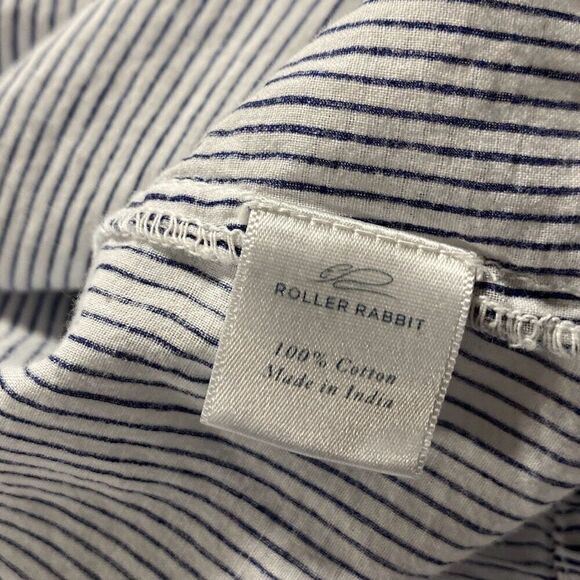 ROLLER RABBIT
100% Cotton
Made in India